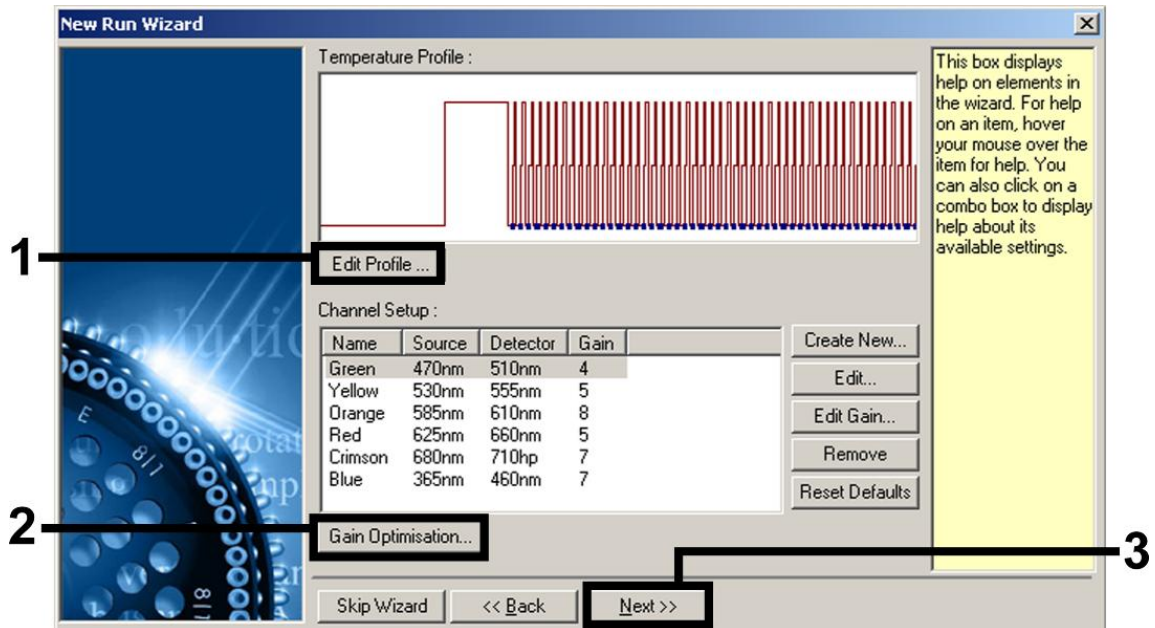 New Run Wizard
Temperature Profile :
This box displays
help on elements in
the wizard. For help
on an item, hover
your mouse over the
item for help. You
can also click on a
combo box to display
help about its
available settings.
1
Edit Profile ...
Channel Setup :
Name Source Detector Gain
Green 470nm 510nm 4
Yellow 530nm 555nm 5
Orange 585nm 610nm 8
Red 625nm 660nm 5
Crimson 680nm 710hp 7
Blue 365nm 460nm 7
Create New...
Edit...
Edit Gain...
Remove
Reset Defaults
2
Gain Optimisation...
3
Skip Wizard
<< Back
Next >>